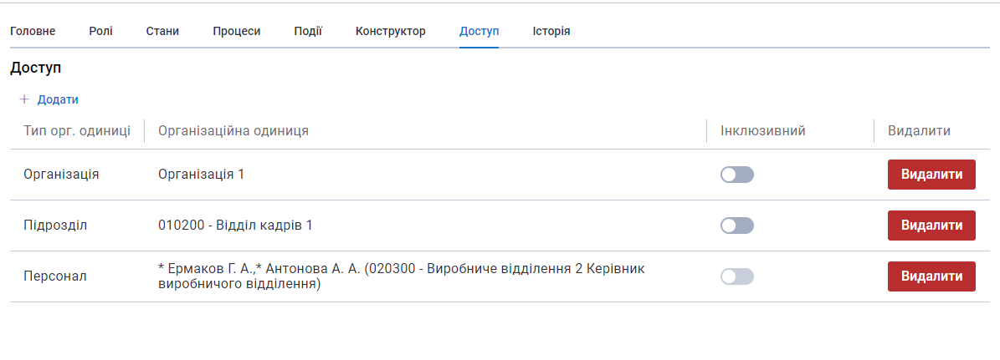 Головне Ролі Стани Процеси Події Конструктор Доступ Історія
Доступ
+ Додати
Тип орг. одиниці Організаційна одиниця Інклюзивний Видалити
Організація Організація 1 Видалити
Підрозділ 010200 - Відділ кадрів 1 Видалити
Персонал * Ермаков Г. А.,* Антонова А. А. (020300 - Виробниче відділення 2 Керівник
виробничого відділення) Видалити